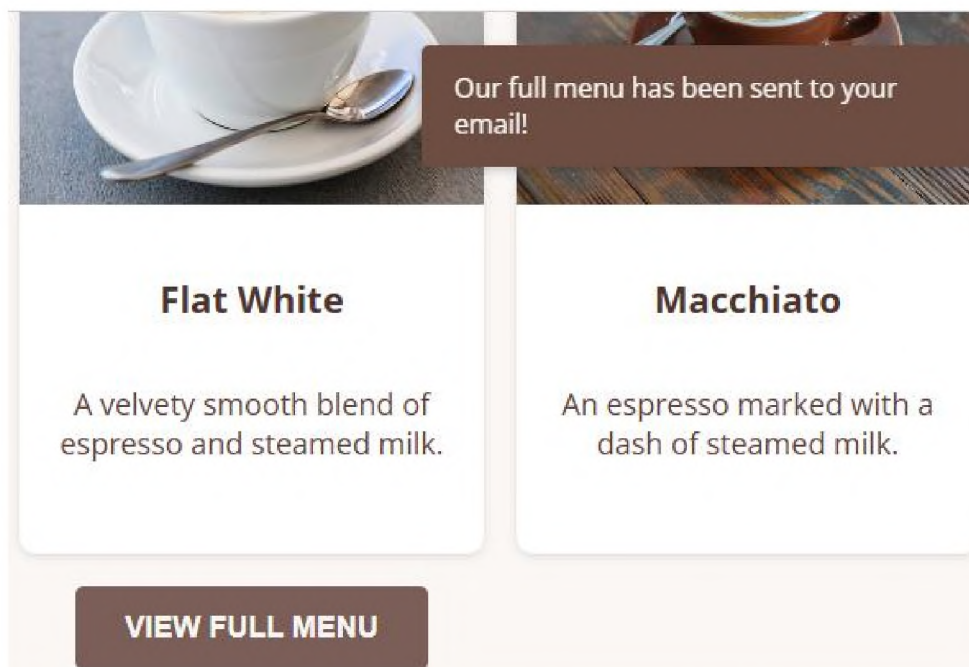 Our full menu has been sent to your
email!
Flat White
A velvety smooth blend of
espresso and steamed milk.
Macchiato
An espresso marked with a
dash of steamed milk.
VIEW FULL MENU